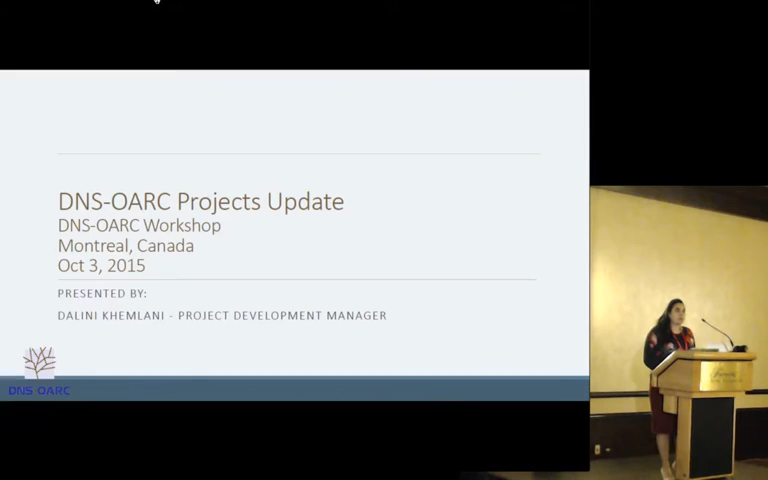 DNS-OARC Projects Update
DNS-OARC Workshop
Montreal, Canada
Oct 3, 2015
PRESENTED BY:
DALINI KHEMLANI - PROJECT DEVELOPMENT MANAGER
DNS-OARC